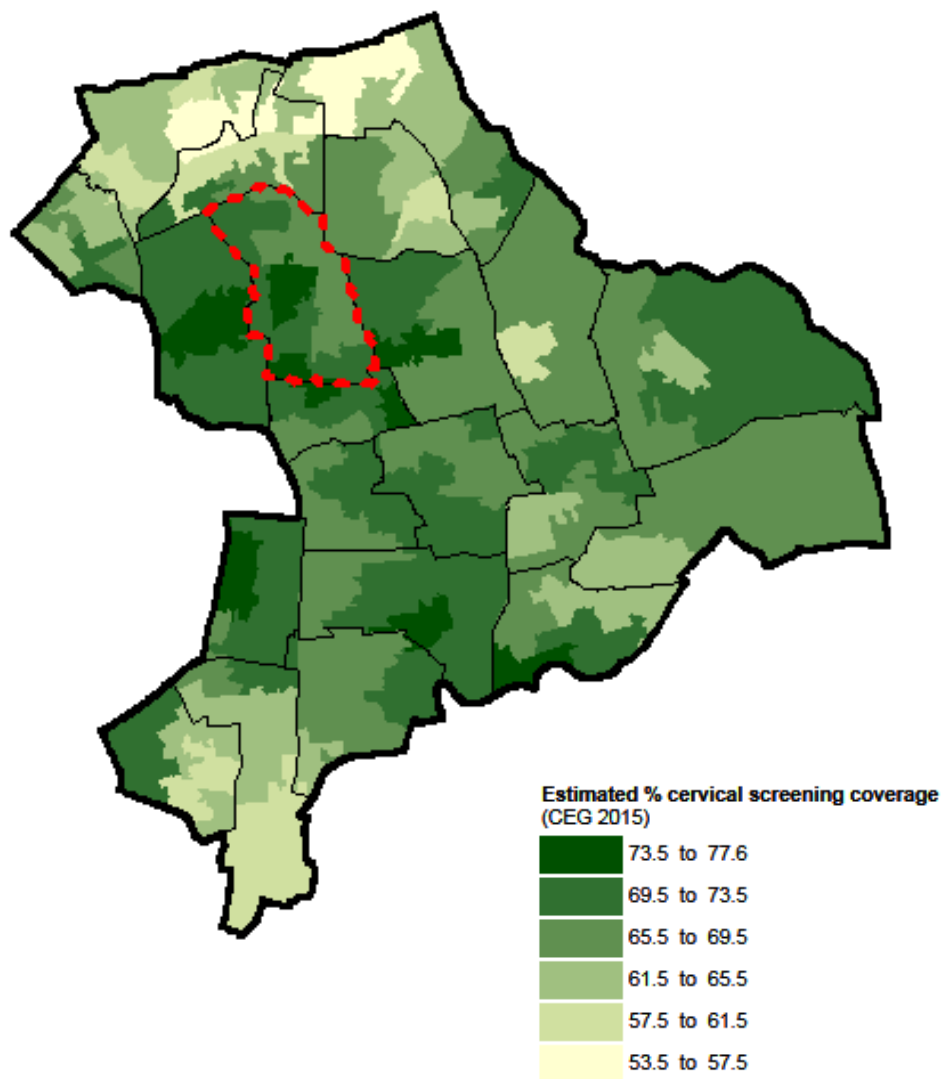 Estimated % cervical screening coverage
(CEG 2015)
73.5 to 77.6
69.5 to 73.5
65.5 to 69.5
61.5 to 65.5
57.5 to 61.5
53.5 to 57.5